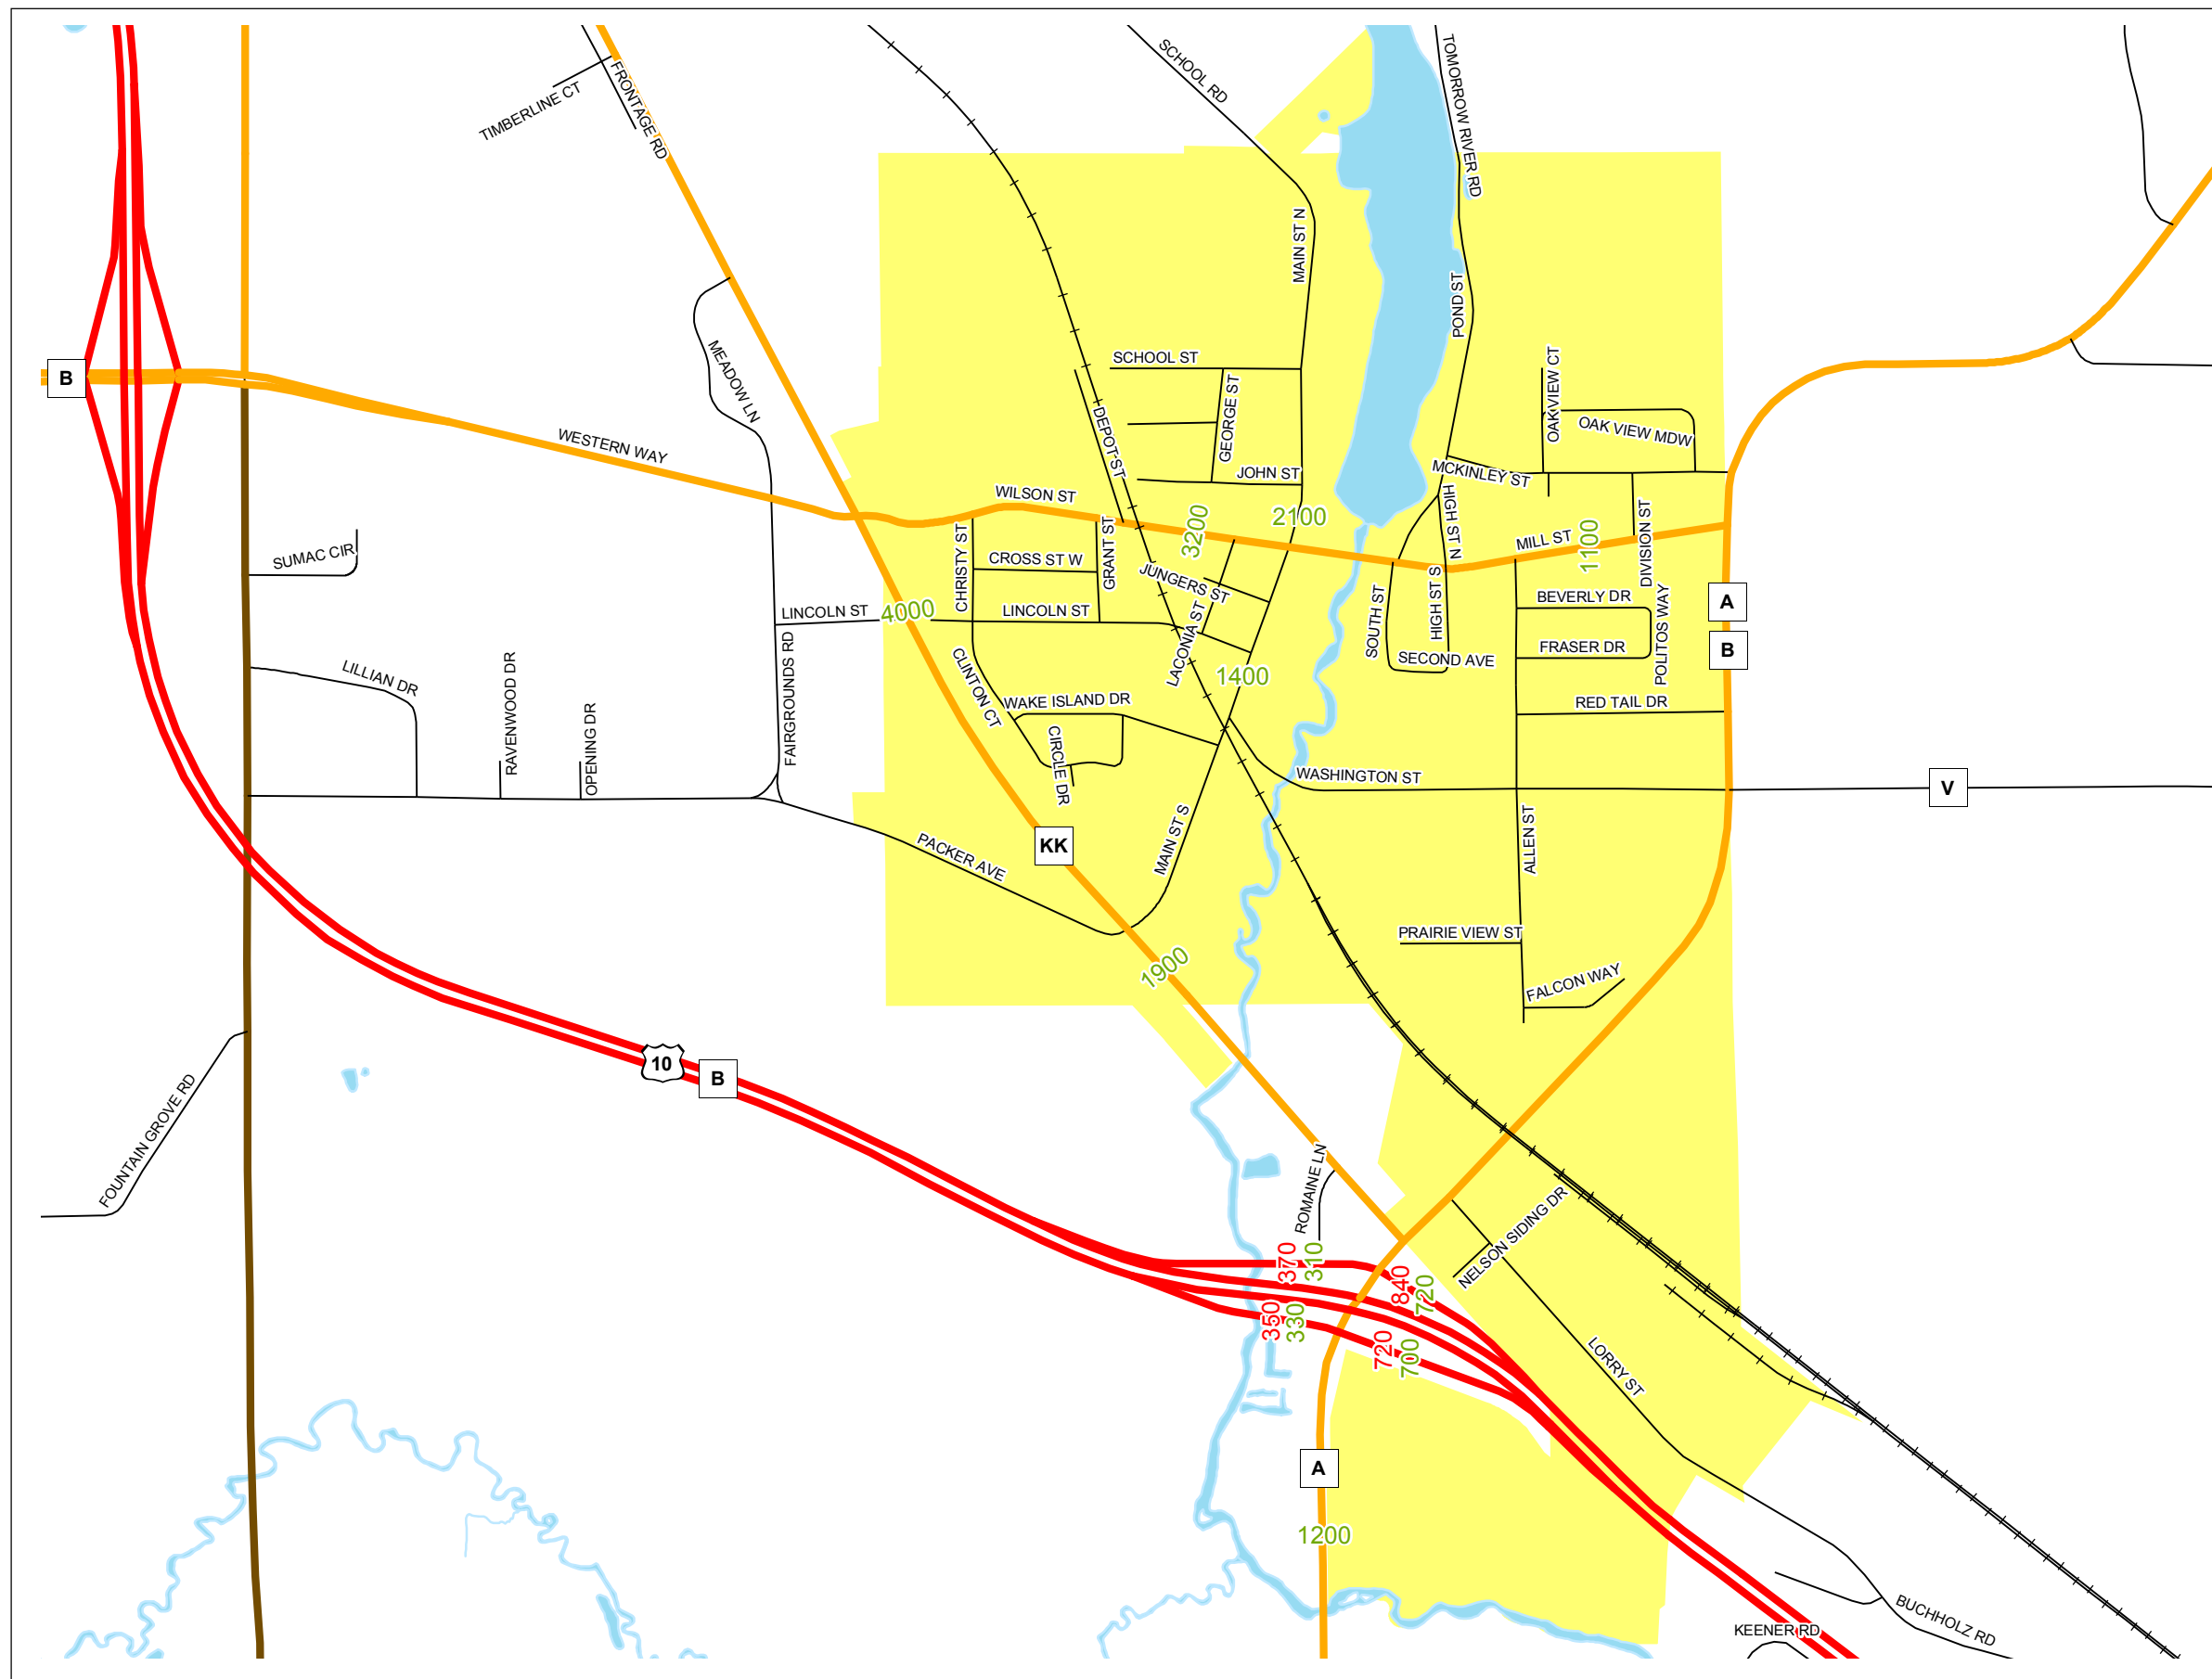 SCHOOL RD
TOMORROW RIVER RD
FRONTAGE RD
TIMBERLINE CT
MAIN ST N
POND ST
MEADOW LN
SCHOOL ST
GEORGE ST
OAK VIEW CT
OAK VIEW MDW
B
DEPOT ST
WESTERN WAY
JOHN ST
MCKINLEY ST
WILSON ST
3200
2100
HIGH ST N
MILL ST
1100
DIVISION ST
SUMAC CIR
CHRISTY ST
CROSS ST W
GRANT ST
JUNGERS ST
LINCOLN ST
4000
LINCOLN ST
SOUTH ST
HIGH ST S
BEVERLY DR
POLITOS WAY
A
LACONIA ST
SECOND AVE
FRASER DR
B
LILLIAN DR
RAVENWOOD DR
OPENING DR
FAIRGROUNDS RD
CLINTON CT
WAKE ISLAND DR
1400
RED TAIL DR
CIRCLE DR
WASHINGTON ST
V
PACKER AVE
KK
MAIN ST S
ALLEN ST
PRAIRIE VIEW ST
1900
FALCON WAY
10
B
FOUNTAIN GROVE RD
ROMAINE LN
NELSON SIDING DR
370
310
840
720
350
330
720
700
LORRY ST
A
1200
BUCHHOLZ RD
KEENER RD